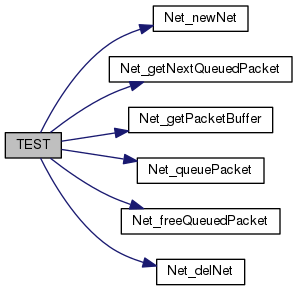 Net_newNet
Net_getNextQueuedPacket
Net_getPacketBuffer
TEST
Net_queuePacket
Net_freeQueuedPacket
Net_delNet